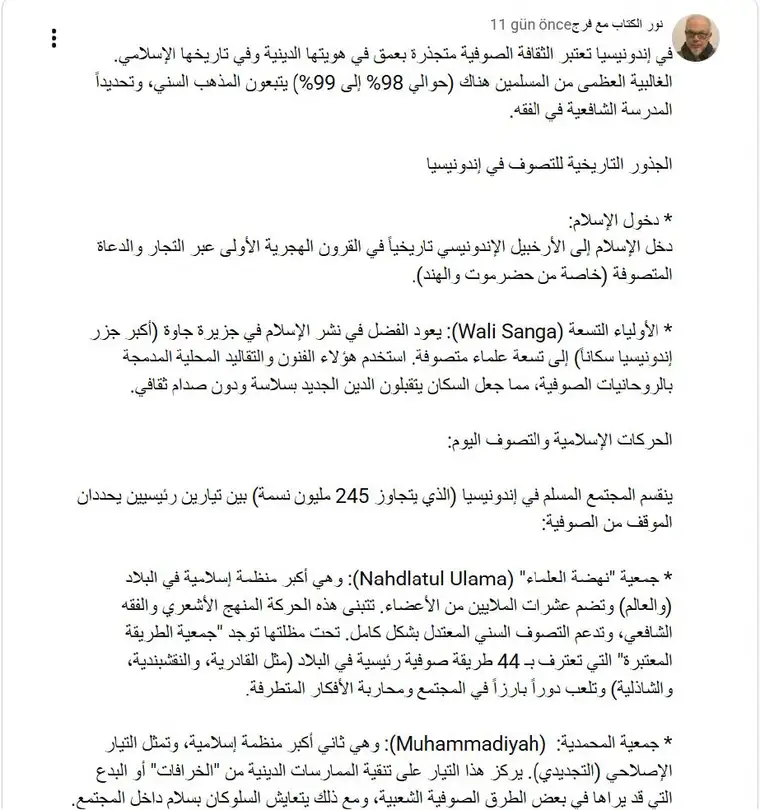 نور الكتاب مع فرج 11 gün önce
في إندونيسيا تعتبر الثقافة الصوفية متجذرة بعمق في هويتها الدينية وفي تاريخها الإسلامي.
الغالبية العظمى من المسلمين هناك (حوالي 98% إلى 99%) يتبعون المذهب السني، وتحديداً
المدرسة الشافعية في الفقه.
الجذور التاريخية للتصوف في إندونيسيا
* دخول الإسلام:
دخل الإسلام إلى الأرخبيل الإندونيسي تاريخياً في القرون الهجرية الأولى عبر التجار والدعاة
المتصوفة (خاصة من حضرموت والهند).
* الأولياء التسعة (Wali Sanga): يعود الفضل في نشر الإسلام في جزيرة جاوة (أكبر جزر
إندونيسيا سكاناً) إلى تسعة علماء متصوفة. استخدم هؤلاء الفنون والتقاليد المحلية المدمجة
بالروحانيات الصوفية، مما جعل السكان يتقبلون الدين الجديد بسلاسة ودون صدام ثقافي.
الحركات الإسلامية والتصوف اليوم:
ينقسم المجتمع المسلم في إندونيسيا (الذي يتجاوز 245 مليون نسمة) بين تيارين رئيسيين يحددان
الموقف من الصوفية:
* جمعية "نهضة العلماء" (Nahdlatul Ulama): وهي أكبر منظمة إسلامية في البلاد
(والعالم) وتضم عشرات الملايين من الأعضاء. تتبنى هذه الحركة المنهج الأشعري والفقه
الشافعي، وتدعم التصوف السني المعتدل بشكل كامل. تحت مظلتها توجد "جمعية الطريقة
المعتبرة" التي تعترف بـ 44 طريقة صوفية رئيسية في البلاد (مثل القادرية، والنقشبندية،
والشاذلية) وتلعب دوراً بارزاً في المجتمع ومحاربة الأفكار المتطرفة.
* جمعية المحمدية: (Muhammadiyah): وهي ثاني أكبر منظمة إسلامية، وتمثل التيار
الإصلاحي (التجديدي). يركز هذا التيار على تنقية الممارسات الدينية من "الخرافات" أو البدع
التي قد يراها في بعض الطرق الصوفية الشعبية، ومع ذلك يتعايش السلوكان بسلام داخل المجتمع.